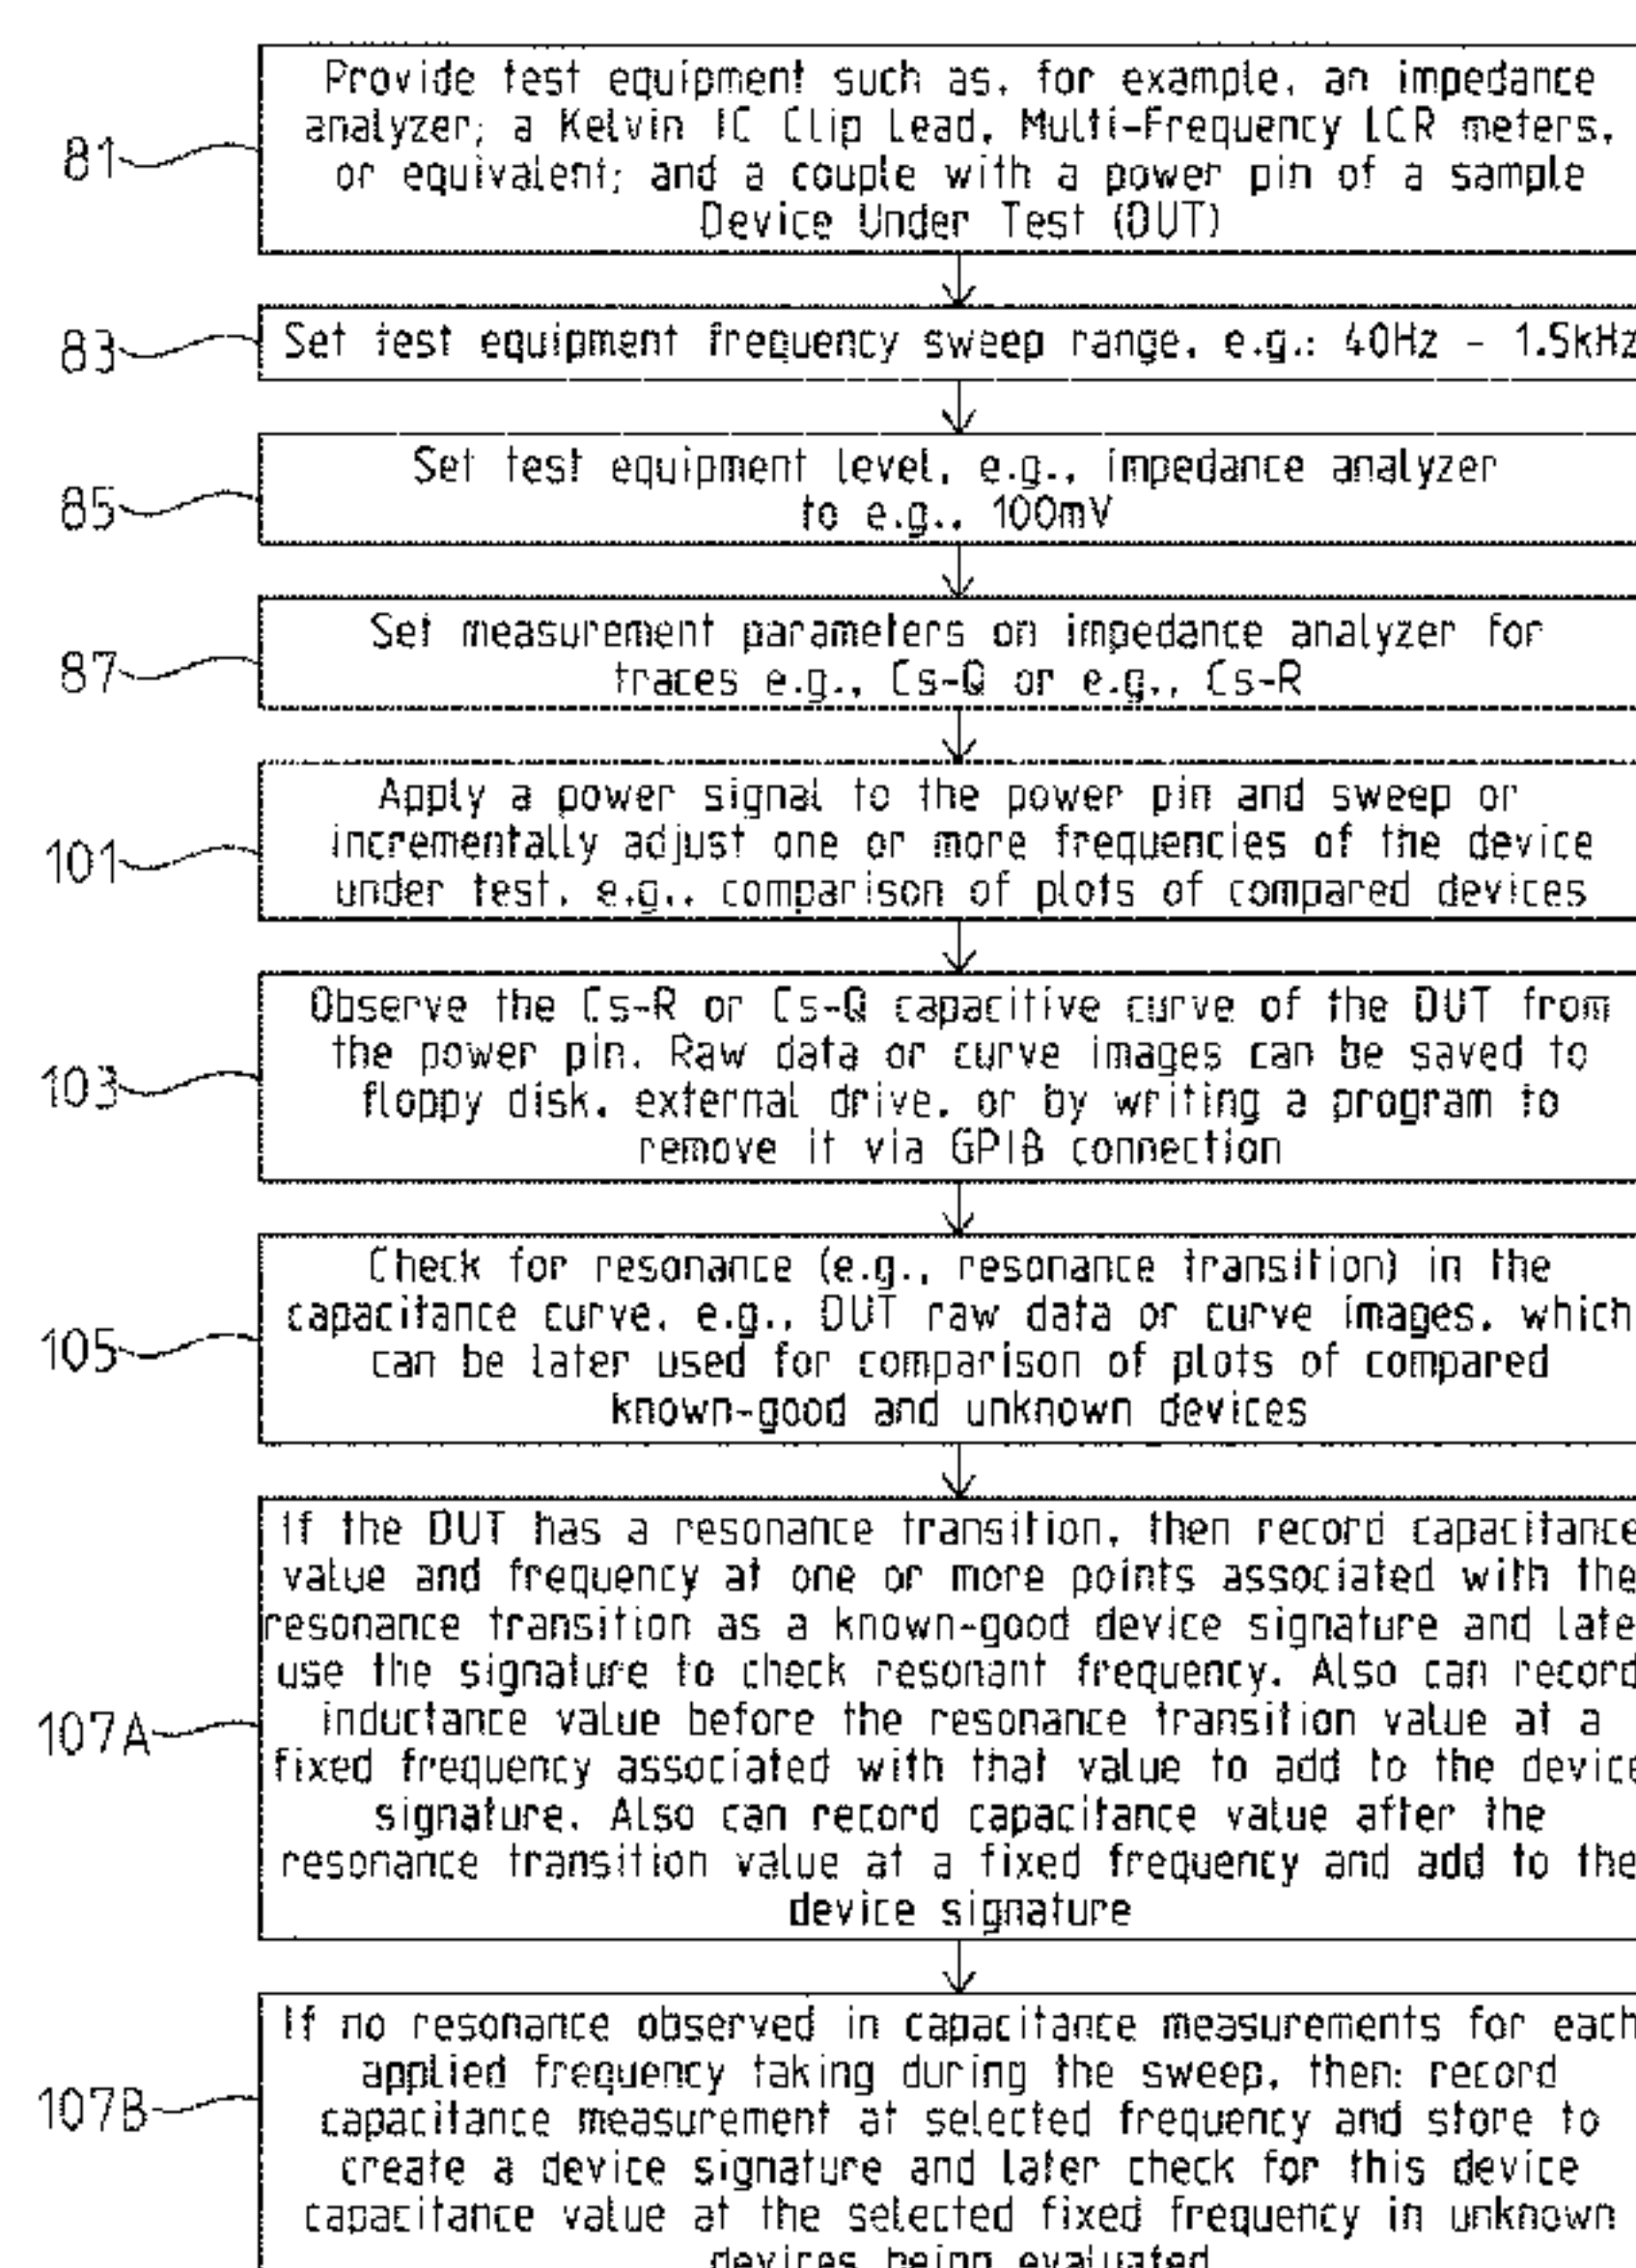 81
Provide test equipment such as, for example, an impedance
analyzer; a Kelvin IC Clip Lead, Multi-Frequency LCR meters,
or equivalent; and a couple with a power pin of a sample
Device Under Test (DUT)
83
Set test equipment frequency sweep range, e.g.: 40Hz - 1.5kHz
85
Set test equipment level, e.g., impedance analyzer
to e.g., 100mV
87
Set measurement parameters on impedance analyzer for
traces e.g., Cs-Q or e.g., Cs-R
101
Apply a power signal to the power pin and sweep or
incrementally adjust one or more frequencies of the device
under test, e.g., comparison of plots of compared devices
103
Observe the Cs-R or Cs-Q capacitive curve of the DUT from
the power pin. Raw data or curve images can be saved to
floppy disk, external drive, or by writing a program to
remove it via GPIB connection
105
Check for resonance (e.g., resonance transition) in the
capacitance curve, e.g., DUT raw data or curve images, which
can be later used for comparison of plots of compared
known-good and unknown devices
107A
If the DUT has a resonance transition, then record capacitance
value and frequency at one or more points associated with the
resonance transition as a known-good device signature and late
use the signature to check resonant frequency. Also can record
inductance value before the resonance transition value at a
fixed frequency associated with that value to add to the device
signature. Also can record capacitance value after the
resonance transition value at a fixed frequency and add to the
device signature
107B
If no resonance observed in capacitance measurements for each
applied frequency taking during the sweep, then: record
capacitance measurement at selected frequency and store to
create a device signature and later check for this device
capacitance value at the selected fixed frequency in unknown
devices being evaluated